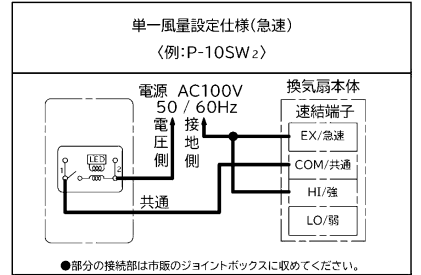 単一風量設定仕様(急速)
〈例:P-10SW2〉
電源 AC100V
50 / 60Hz
電圧側
接地側
換気扇本体
速結端子
EX/急速
COM/共通
HI/強
LO/弱
LED
1
2
共通
●部分の接続部は市販のジョイントボックスに収めてください。